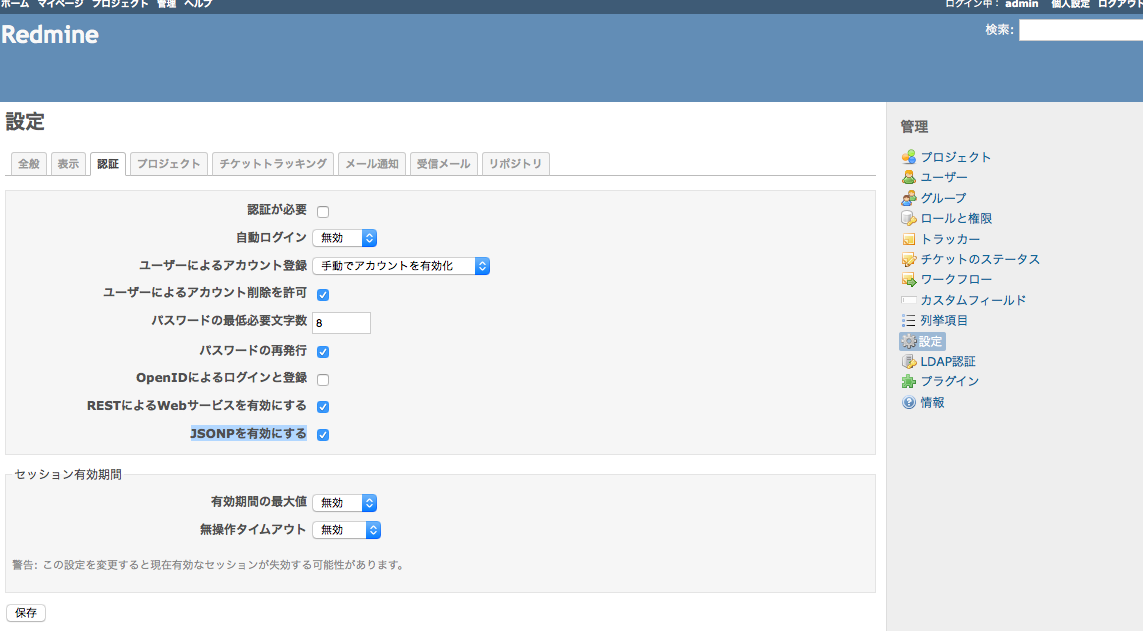 ホーム マイページ プロジェクト 管理 ヘルプ
ログイン中： admin 個人設定 ログアウト
Redmine
検索:
設定
全般 表示 認証 プロジェクト チケットトラッキング メール通知 受信メール リポジトリ
認証が必要
自動ログイン 無効
ユーザーによるアカウント登録 手動でアカウントを有効化
ユーザーによるアカウント削除を許可
パスワードの最低必要文字数 8
パスワードの再発行
OpenIDによるログインと登録
RESTによるWebサービスを有効にする
JSONPを有効にする
セッション有効期間
有効期間の最大値 無効
無操作タイムアウト 無効
警告: この設定を変更すると現在有効なセッションが失効する可能性があります。
保存
管理
プロジェクト
ユーザー
グループ
ロールと権限
トラッカー
チケットのステータス
ワークフロー
カスタムフィールド
列挙項目
設定
LDAP認証
プラグイン
情報